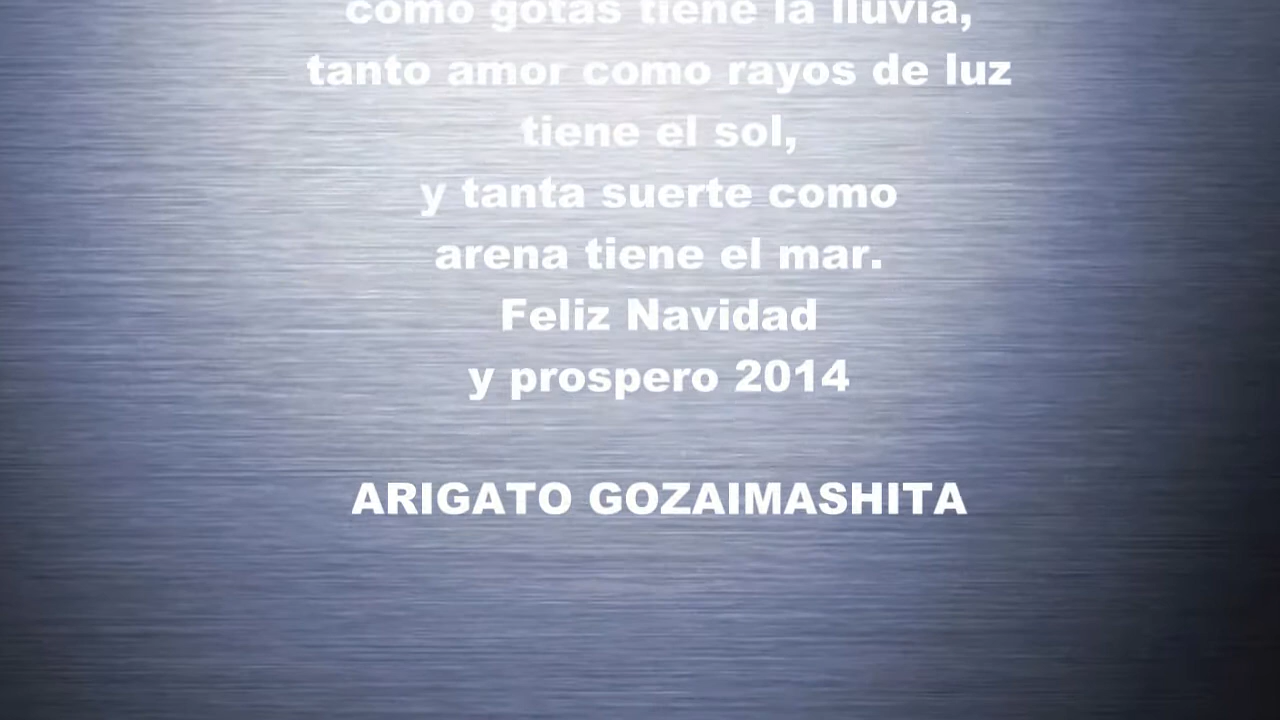 como gotas tiene la lluvia,
tanto amor como rayos de luz
tiene el sol,
y tanta suerte como
arena tiene el mar.
Feliz Navidad
y prospero 2014
ARIGATO GOZAIMASHITA